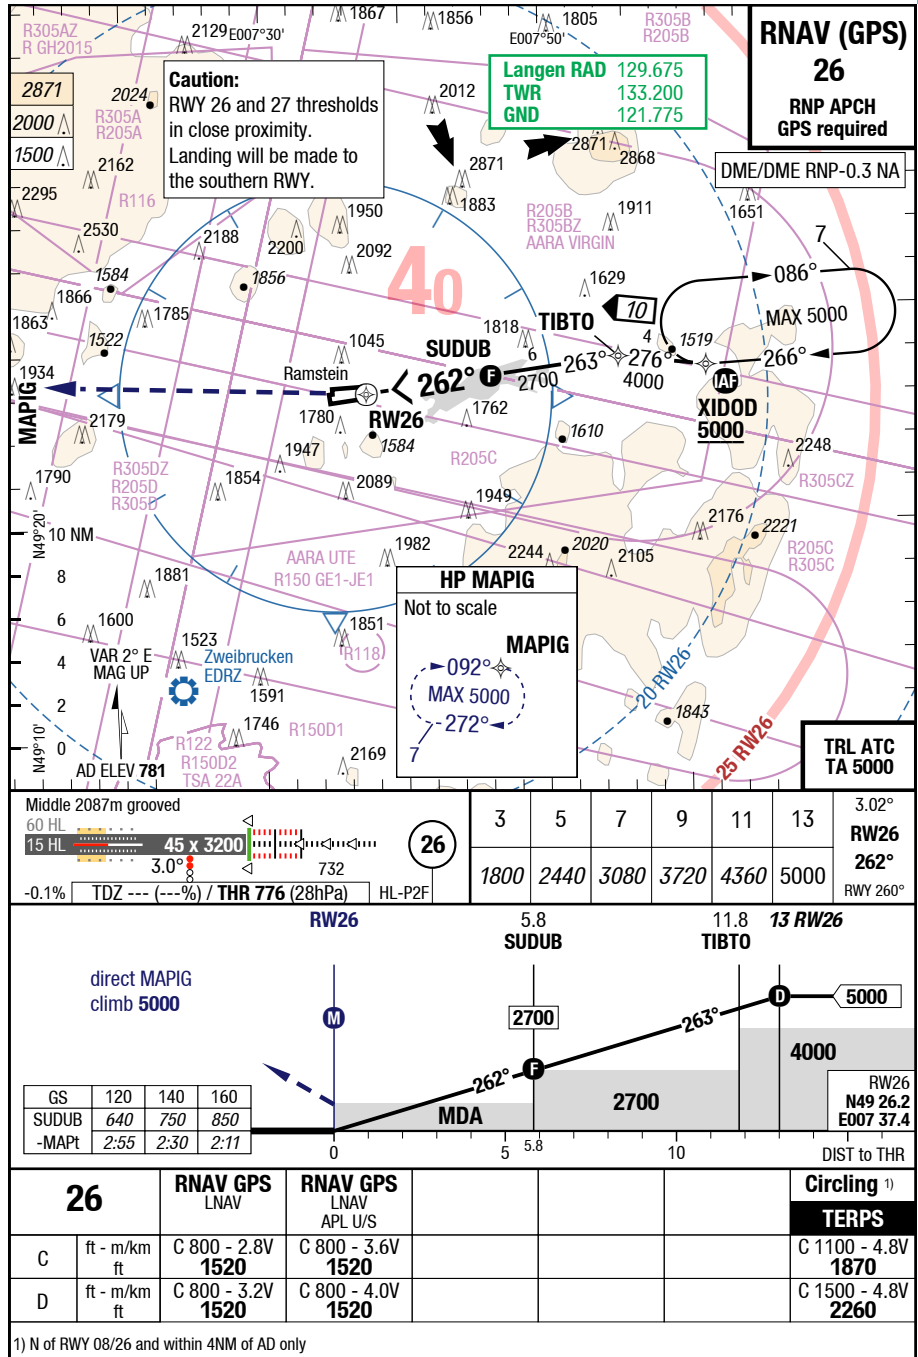 RNAV (GPS)
26
RNP APCH
GPS required
DME/DME RNP-0.3 NA
Langen RAD 129.675
TWR 133.200
GND 121.775
Caution:
RWY 26 and 27 thresholds
in close proximity.
Landing will be made to
the southern RWY.
2871
2000
1500
R305AZ
R GH2015
2129
E007°30'
1867
1856
1805
E007°50'
R305B
R205B
2024
R305A
R205A
2012
2871
2868
2162
2871
1883
2295
R116
1950
R205B
R305BZ
AARA VIRGIN
1911
1651
7
2530
2188
2200
2092
40
086°
1584
1856
1629
10
MAX 5000
1866
1863
1785
1818
TIBTO
4
1519
1522
1045
SUDUB
6
263°
276°
266°
1934
Ramstein
262°
F
2700
4000
IAF
MAPIG
RW26
XIDOD
5000
1780
1762
2179
1584
1610
1947
2248
R305DZ
R205D
R305D
R205C
R305CZ
1790
1854
2089
1949
N49°20'
10 NM
2176
2221
AARA UTE
R150 GE1-JE1
1982
2244
2020
2105
R205C
R305C
8
1881
HP MAPIG
Not to scale
MAPIG
092°
MAX 5000
272°
7
6
1600
1851
R118
VAR 2° E
MAG UP
4
1523
Zweibrucken
EDRZ
1591
20 RW26
2
1746
R150D1
1843
N49°10'
0
R122
R150D2
TSA 22A
2169
25 RW26
AD ELEV 781
TRL ATC
TA 5000
Middle 2087m grooved
60 HL
15 HL
45 x 3200
3.0°
732
-0.1%
TDZ --- (---%) / THR 776 (28hPa)
HL-P2F
26
3 5 7 9 11 13
1800 2440 3080 3720 4360 5000
3.02°
RW26
262°
RWY 260°
RW26 5.8 11.8 13 RW26
SUDUB TIBTO
direct MAPIG
climb 5000
M
2700
D
5000
263°
F
262°
4000
MDA
2700
RW26
N49 26.2
E007 37.4
GS 120 140 160
SUDUB 640 750 850
-MAPt 2:55 2:30 2:11
0 5 5.8 10 DIST to THR
26
RNAV GPS
LNAV
RNAV GPS
LNAV
APL U/S
Circling 1)
TERPS
C ft - m/km C 800 - 2.8V C 800 - 3.6V C 1100 - 4.8V
ft 1520 1520 1870
D ft - m/km C 800 - 3.2V C 800 - 4.0V C 1500 - 4.8V
ft 1520 1520 2260
1) N of RWY 08/26 and within 4NM of AD only